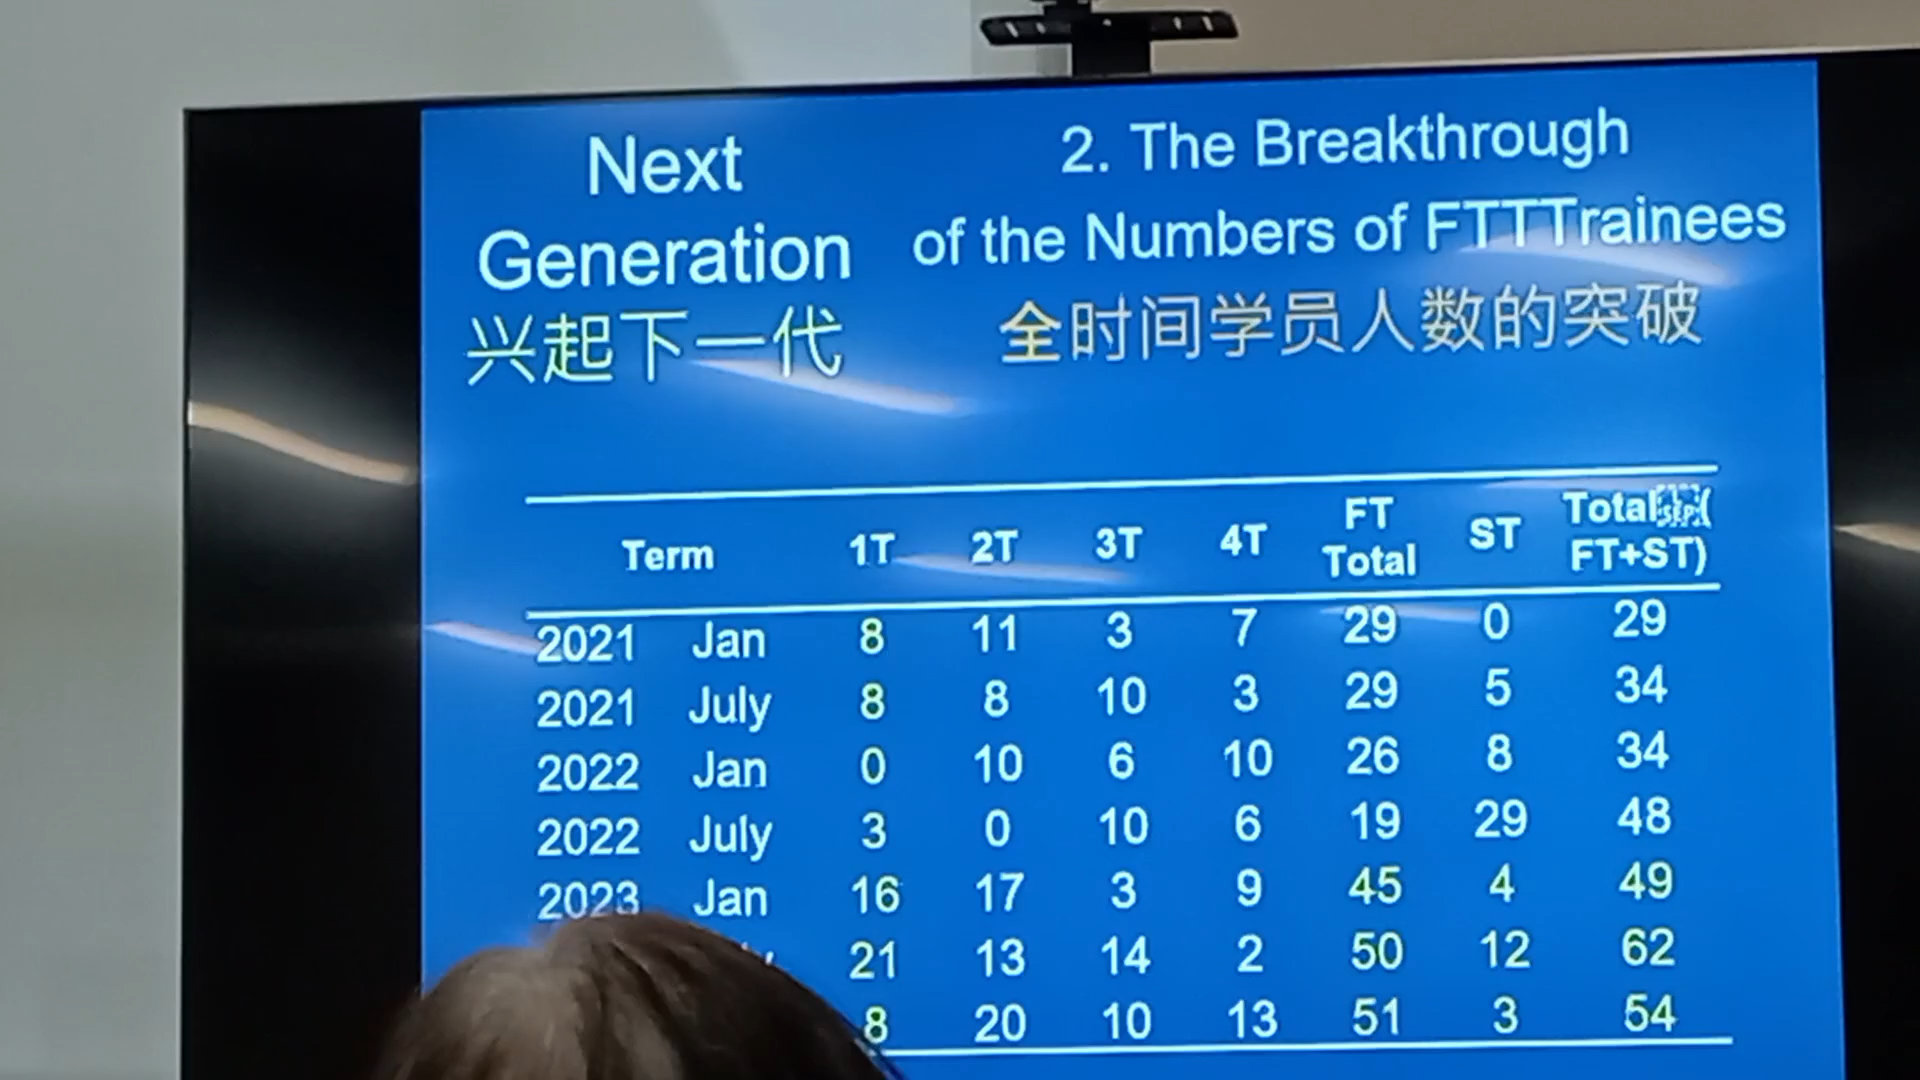 Next
Generation
兴起下一代
2. The Breakthrough
of the Numbers of FTTTrainees
全时间学员人数的突破
Term 1T 2T 3T 4T FT Total ST Total SEP (FT+ST)
2021 Jan 8 11 3 7 29 0 29
2021 July 8 8 10 3 29 5 34
2022 Jan 0 10 6 10 26 8 34
2022 July 3 0 10 6 19 29 48
2023 Jan 16 17 3 9 45 4 49
21 13 14 2 50 12 62
8 20 10 13 51 3 54